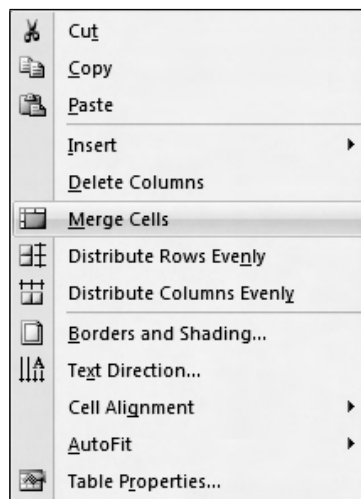 Cut
Copy
Paste
Insert
Delete Columns
Merge Cells
Distribute Rows Evenly
Distribute Columns Evenly
Borders and Shading...
Text Direction...
Cell Alignment
AutoFit
Table Properties...